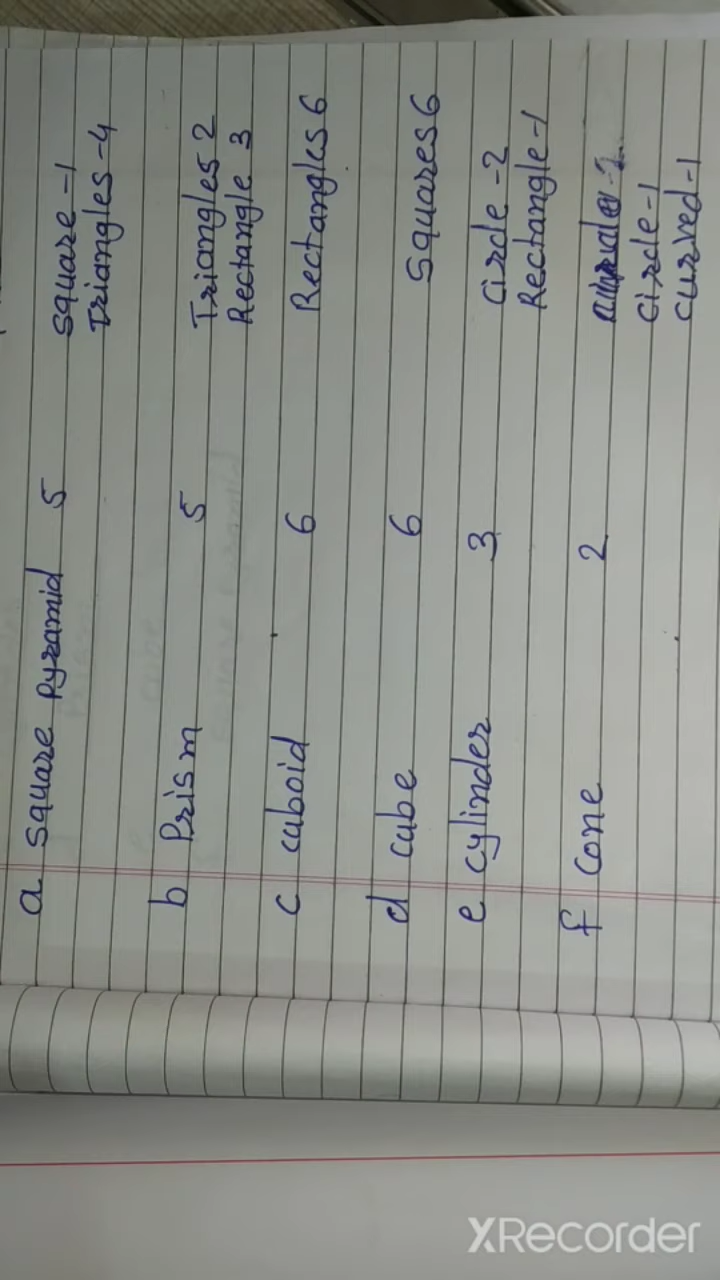 a square Pyramid 5 square-1
Triangles-4
b Prism 5 Triangles 2
Rectangle 3
c cuboid 6 Rectangles 6
d cube 6 Squares 6
e cylinder 3 circle-2
Rectangle-1
f cone 2
circle-1
curved-1
XRecorder